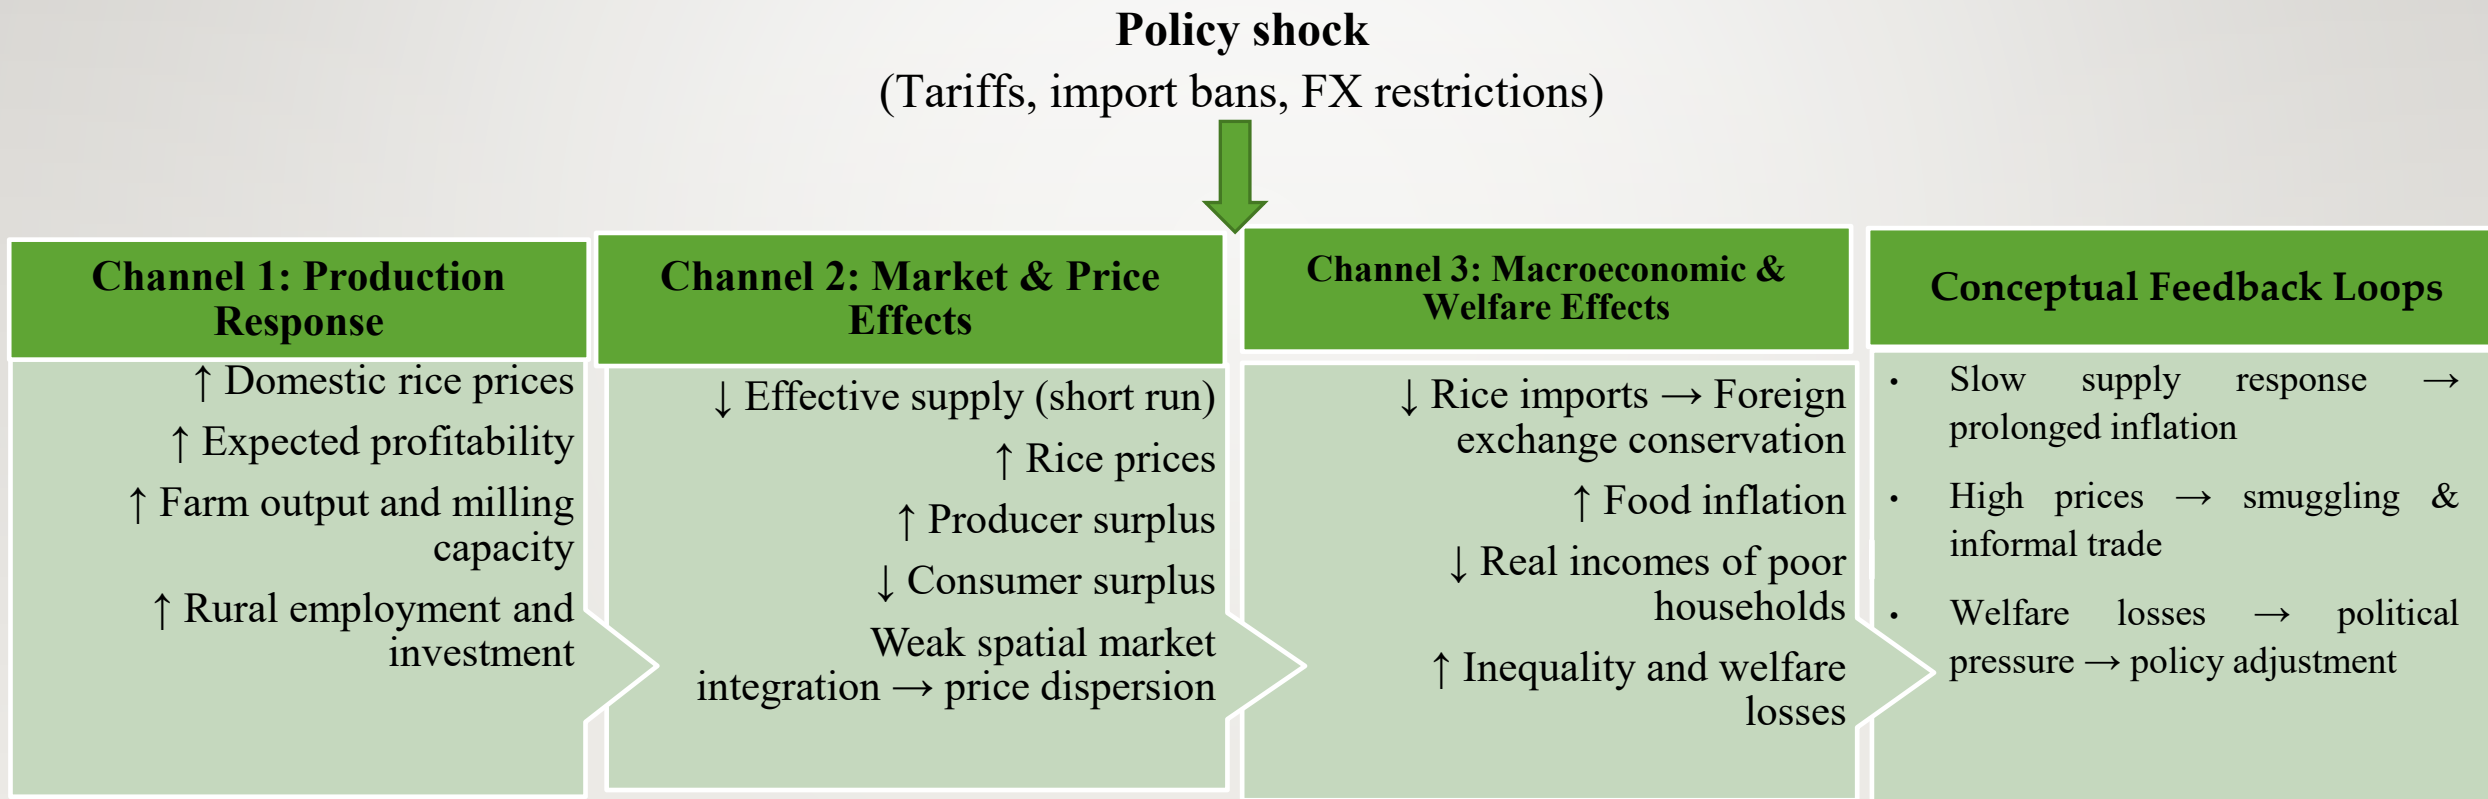 Policy shock
(Tariffs, import bans, FX restrictions)
Channel 1: Production
Response
↑ Domestic rice prices
↑ Expected profitability
↑ Farm output and milling
capacity
↑ Rural employment and
investment
Channel 2: Market & Price
Effects
↓ Effective supply (short run)
↑ Rice prices
↑ Producer surplus
↓ Consumer surplus
Weak spatial market
integration → price dispersion
Channel 3: Macroeconomic &
Welfare Effects
↓ Rice imports → Foreign
exchange conservation
↑ Food inflation
↓ Real incomes of poor
households
↑ Inequality and welfare
losses
Conceptual Feedback Loops
• Slow supply response →
prolonged inflation
• High prices → smuggling &
informal trade
• Welfare losses → political
pressure → policy adjustment